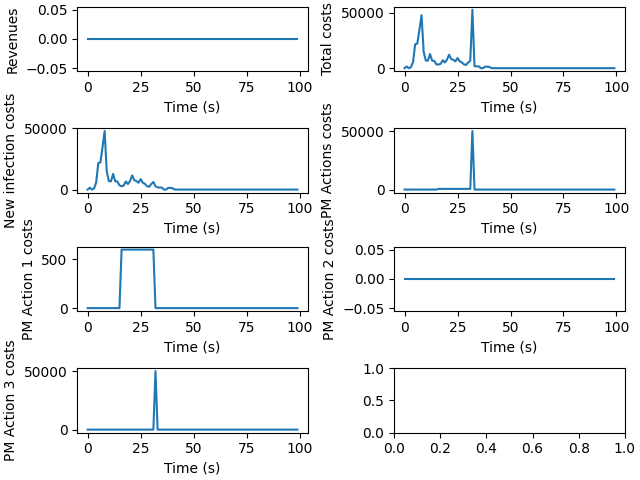 Revenues
0.05
0.00
−0.05
0 25 50 75 100
Time (s)
Total costs
50000
0
0 25 50 75 100
Time (s)
New infection costs
50000
0
0 25 50 75 100
Time (s)
PM Actions costs
50000
0
0 25 50 75 100
Time (s)
PM Action 1 costs
500
0
0 25 50 75 100
Time (s)
PM Action 2 costs
0.05
0.00
−0.05
0 25 50 75 100
Time (s)
PM Action 3 costs
50000
0
0 25 50 75 100
Time (s)
1.0
0.5
0.0
0.0 0.2 0.4 0.6 0.8 1.0